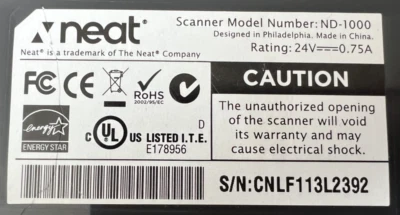 neat®
Scanner Model Number: ND-1000
Designed in Philadelphia. Made in China.
Neat® is a trademark of The Neat® Company
Rating: 24V⎓0.75A
FC CE RoHS
2002/95/EC
N
CAUTION
The unauthorized opening
of the scanner will void
its warranty and may
cause electrical shock.
energy
ENERGY STAR
D
C UL US LISTED I.T.E.
E178956
S/N:CNLF113L2392